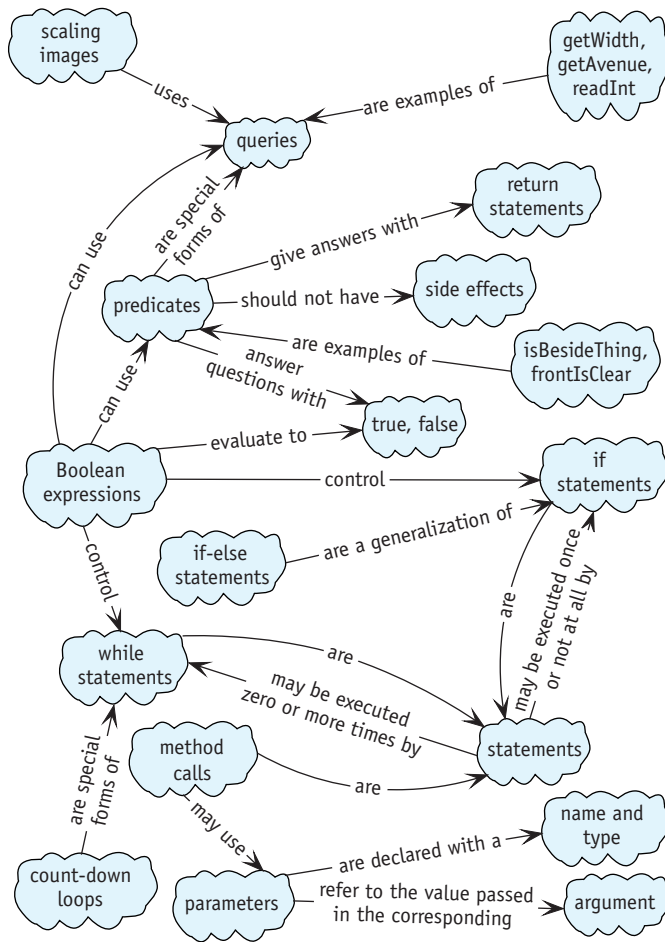 scaling
images
getWidth,
getAvenue,
readInt
uses
are examples of
queries
can use
are special
forms of
return
statements
give answers with
predicates
should not have
side effects
are examples of
isBesideThing,
frontIsClear
can use
answer
questions with
evaluate to
true, false
Boolean
expressions
control
if
statements
if-else
statements
are a generalization of
control
are
may be executed once
or not at all by
while
statements
are
may be executed
zero or more times by
statements
method
calls
are
are special
forms of
may use
name and
type
are declared with a
count-down
loops
parameters
refer to the value passed
in the corresponding
argument